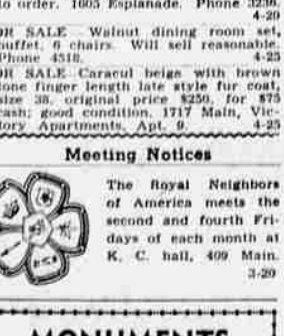 to order. 1605 Esplanade. Phone 3236.
4-20
OR SALE Walnut dining room set,
buffet, 6 chairs. Will sell reasonable.
Phone 4518. 4-25
OR SALE Caracul beige with brown
tone finger length late style fur coat,
size 38, original price $250, for $75
cash; good condition. 1717 Main, Vic-
tory Apartments, Apt. 9. 4-25
Meeting Notices
The Royal Neighbors
of America meets the
second and fourth Fri-
days of each month at
K. C. hall, 409 Main.
3-20
MONUMENTS